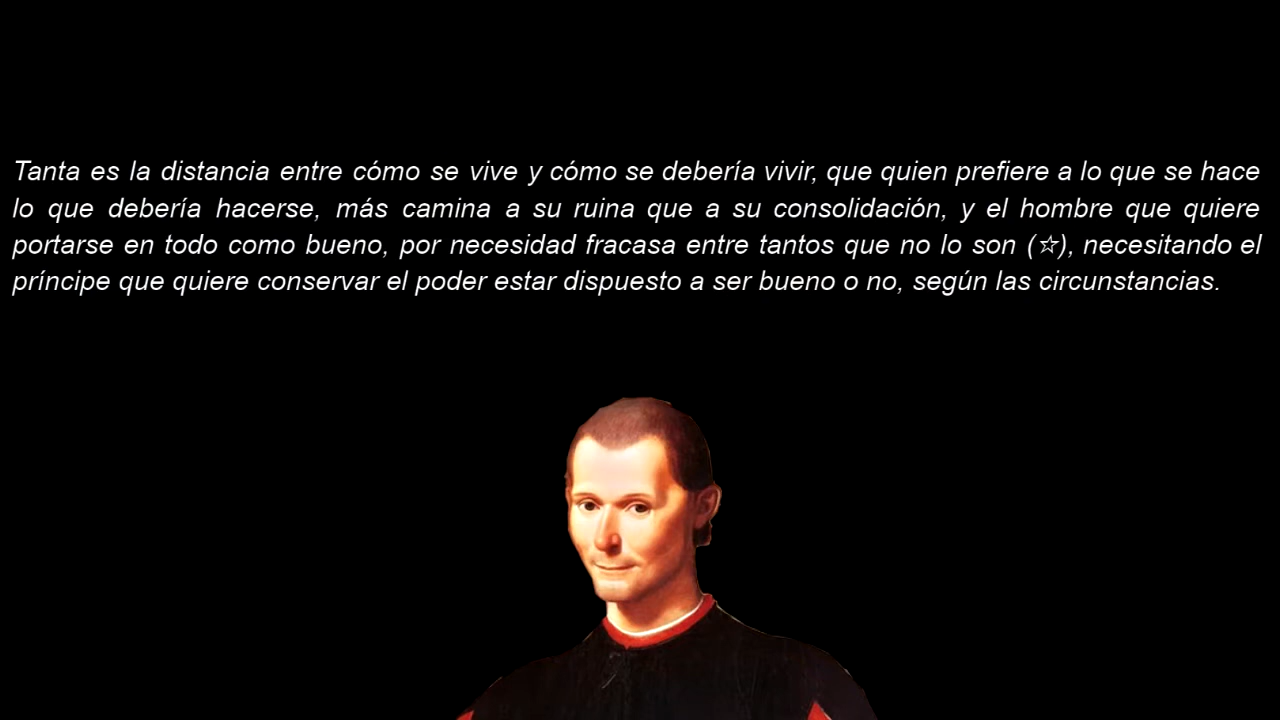 Tanta es la distancia entre cómo se vive y cómo se debería vivir, que quien prefiere a lo que se hace
lo que debería hacerse, más camina a su ruina que a su consolidación, y el hombre que quiere
portarse en todo como bueno, por necesidad fracasa entre tantos que no lo son (☆), necesitando el
príncipe que quiere conservar el poder estar dispuesto a ser bueno o no, según las circunstancias.